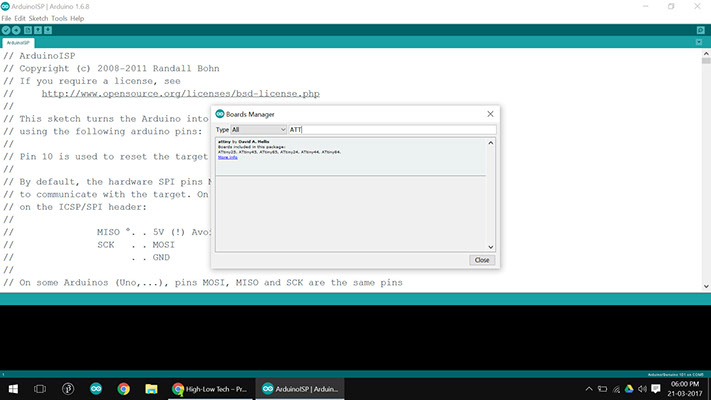 ArduinoISP | Arduino 1.6.8
File Edit Sketch Tools Help
ArduinoISP
// ArduinoISP
// Copyright (c) 2008-2011 Randall Bohn
// If you require a license, see
// http://www.opensource.org/licenses/bsd-license.php
//
// This sketch turns the Arduino into
// using the following arduino pins:
//
// Pin 10 is used to reset the target
//
// By default, the hardware SPI pins M
// to communicate with the target. On
// on the ICSP/SPI header:
//
// MISO °. . 5V (!) Avoi
// SCK . . MOSI
// . . GND
//
// On some Arduinos (Uno,...), pins MOSI, MISO and SCK are the same pins
Boards Manager
Type All ATT
attiny by David A. Mellis
Boards included in this package:
ATtiny25, ATtiny45, ATtiny85, ATtiny24, ATtiny44, ATtiny84.
More info
Close
1
Arduino/Genuino 101 on COM9
High-Low Tech – Pr...
ArduinoISP | Arduin...
06:00 PM
21-03-2017